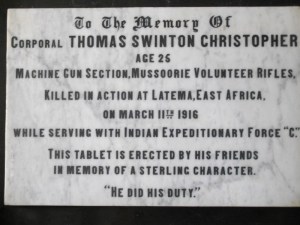 To The Memory Of
CORPORAL THOMAS SWINTON CHRISTOPHER
AGE 25
MACHINE GUN SECTION, MUSSOORIE VOLUNTEER RIFLES,
KILLED IN ACTION AT LATEMA, EAST AFRICA,
ON MARCH 11TH 1916
WHILE SERVING WITH INDIAN EXPEDITIONARY FORCE "C."
THIS TABLET IS ERECTED BY HIS FRIENDS
IN MEMORY OF A STERLING CHARACTER.
"HE DID HIS DUTY."